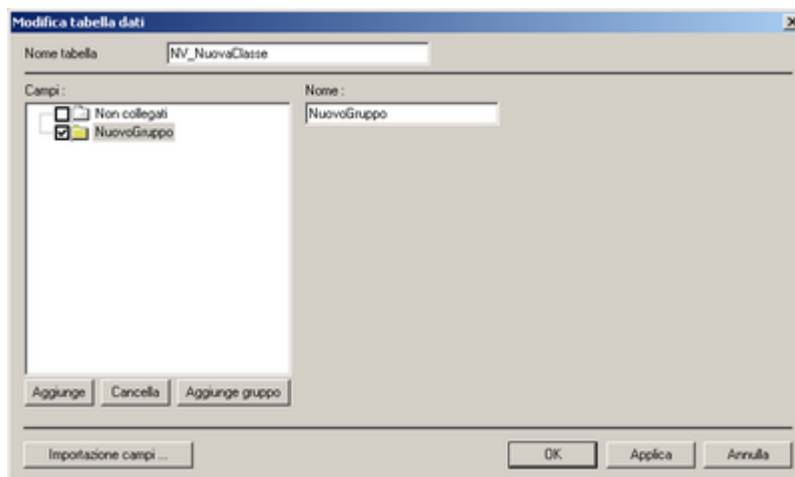 Modifica tabella dati
Nome tabella NV_NuovaClasse
Campi : Nome :
Non collegati NuovoGruppo
NuovoGruppo
Aggiunge Cancella Aggiunge gruppo
Importazione campi ... OK Applica Annulla